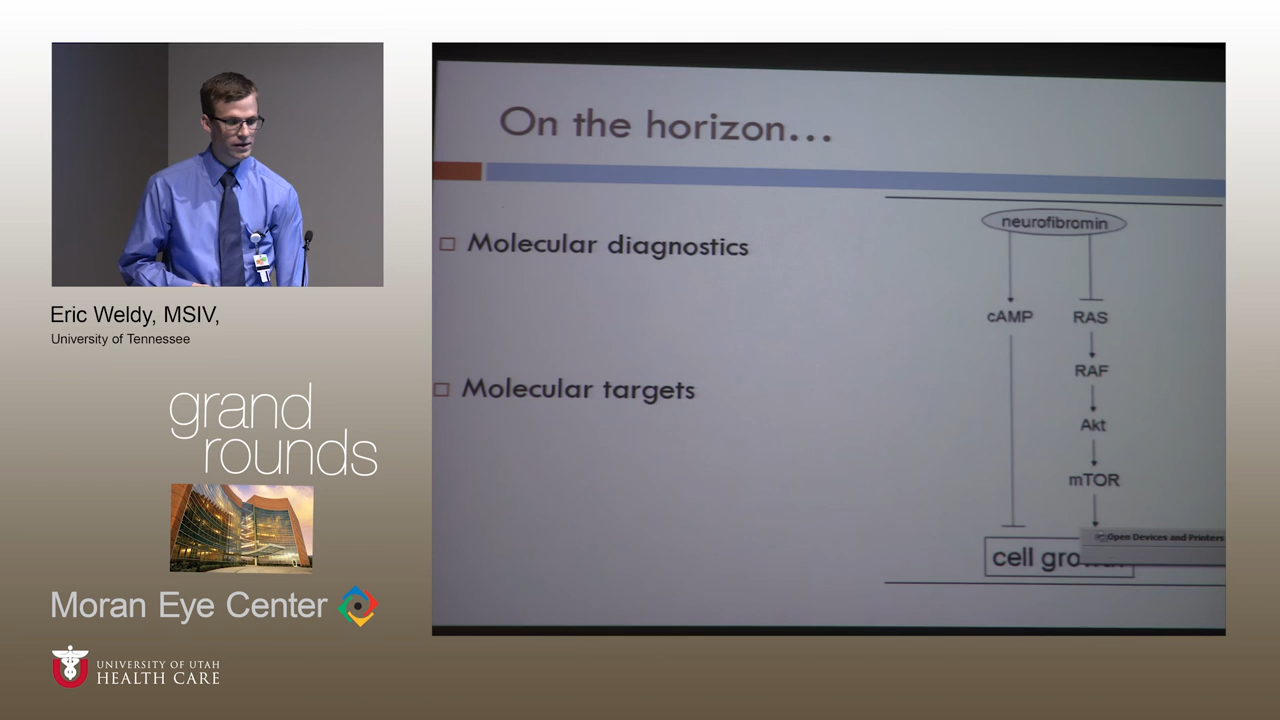 Eric Weldy, MSIV,
University of Tennessee
grand
rounds
Moran Eye Center
UNIVERSITY OF UTAH
HEALTH CARE
On the horizon...
Molecular diagnostics
Molecular targets
neurofibromin
cAMP
RAS
RAF
Akt
mTOR
Open Devices and Printers
cell growth